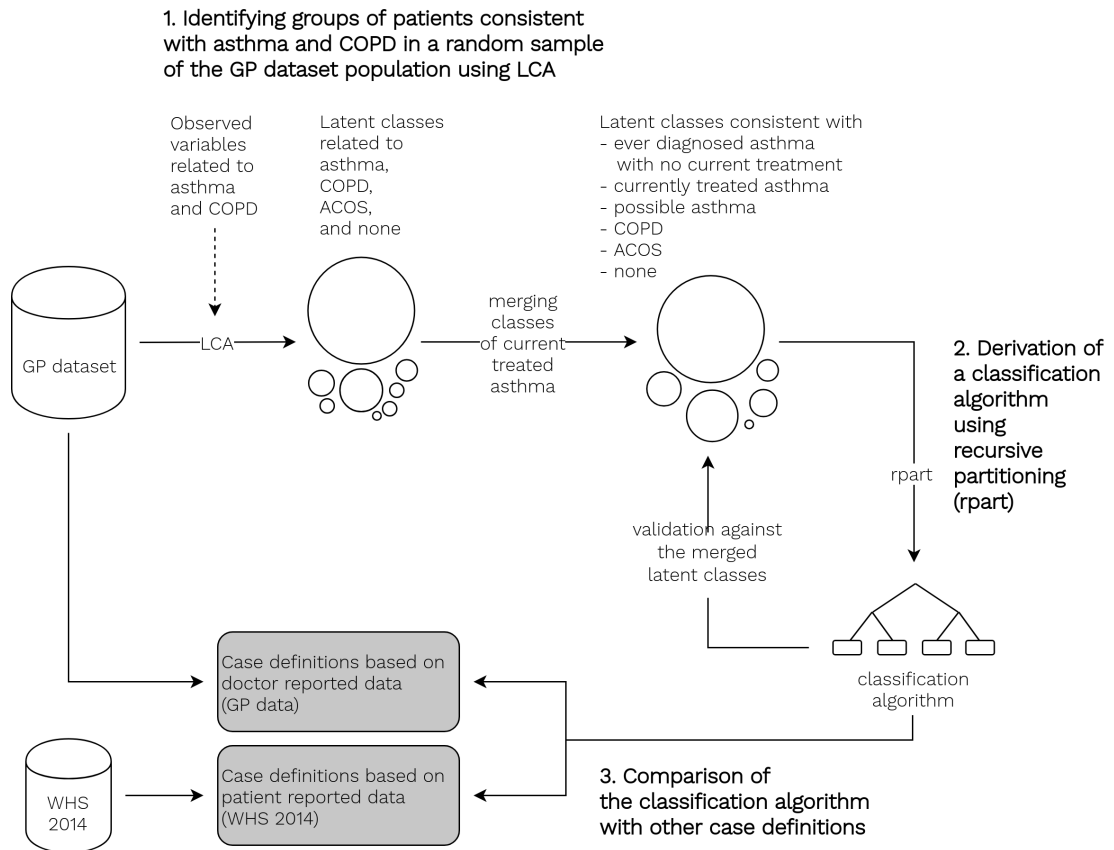 1. Identifying groups of patients consistent
with asthma and COPD in a random sample
of the GP dataset population using LCA
Observed
variables
related to
asthma
and COPD
Latent classes
related to
asthma,
COPD,
ACOS,
and none
Latent classes consistent with
- ever diagnosed asthma
with no current treatment
- currently treated asthma
- possible asthma
- COPD
- ACOS
- none
GP dataset
LCA
merging
classes
of current
treated
asthma
2. Derivation of
a classification
algorithm
using
recursive
partitioning
(rpart)
rpart
validation against
the merged
latent classes
classification
algorithm
Case definitions based on
doctor reported data
(GP data)
WHS
2014
Case definitions based on
patient reported data
(WHS 2014)
3. Comparison of
the classification algorithm
with other case definitions